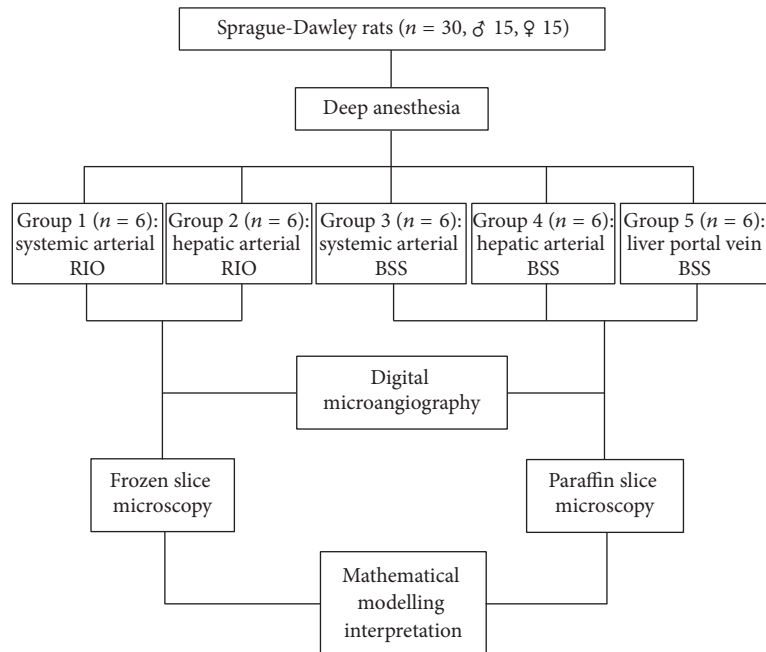 Sprague-Dawley rats (n = 30, ♂ 15, ♀ 15)
Deep anesthesia
Group 1 (n = 6):
systemic arterial
RIO
Group 2 (n = 6):
hepatic arterial
RIO
Group 3 (n = 6):
systemic arterial
BSS
Group 4 (n = 6):
hepatic arterial
BSS
Group 5 (n = 6):
liver portal vein
BSS
Digital
microangiography
Frozen slice
microscopy
Paraffin slice
microscopy
Mathematical
modelling
interpretation